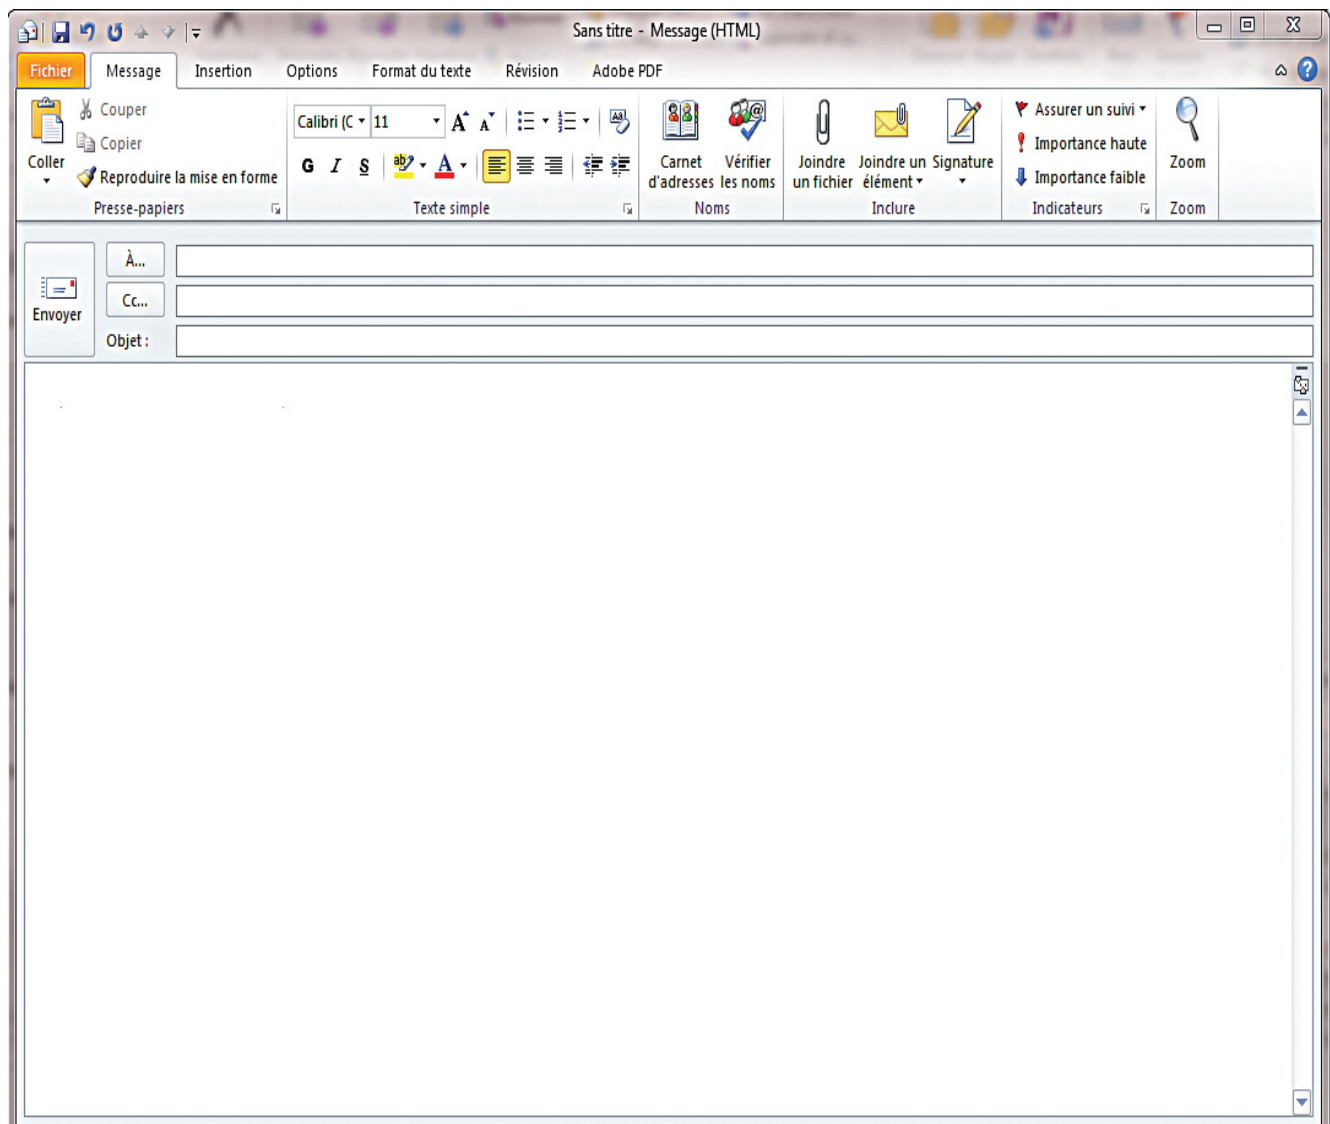 Sans titre - Message (HTML)
Fichier Message Insertion Options Format du texte Révision Adobe PDF
Coller
Couper
Copier
Reproduire la mise en forme
Presse-papiers
Calibri (C 11
G I S
Texte simple
Carnet d'adresses
Vérifier les noms
Noms
Joindre un fichier
Joindre un élément
Signature
Inclure
Assurer un suivi
Importance haute
Importance faible
Indicateurs
Zoom
Zoom
Envoyer
À...
Cc...
Objet :